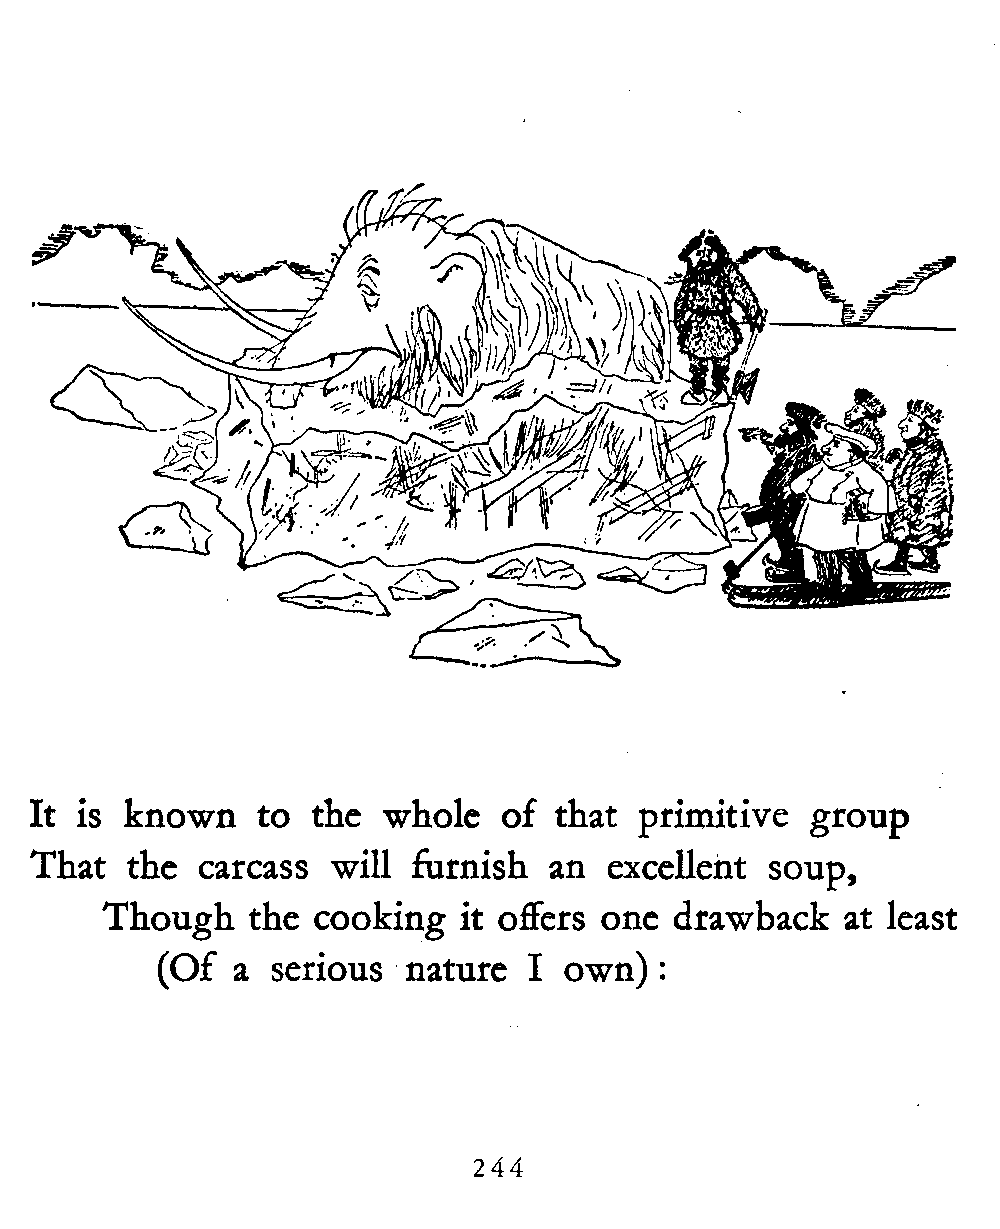 It is known to the whole of that primitive group
That the carcass will furnish an excellent soup,
Though the cooking it offers one drawback at least
(Of a serious nature I own):
244